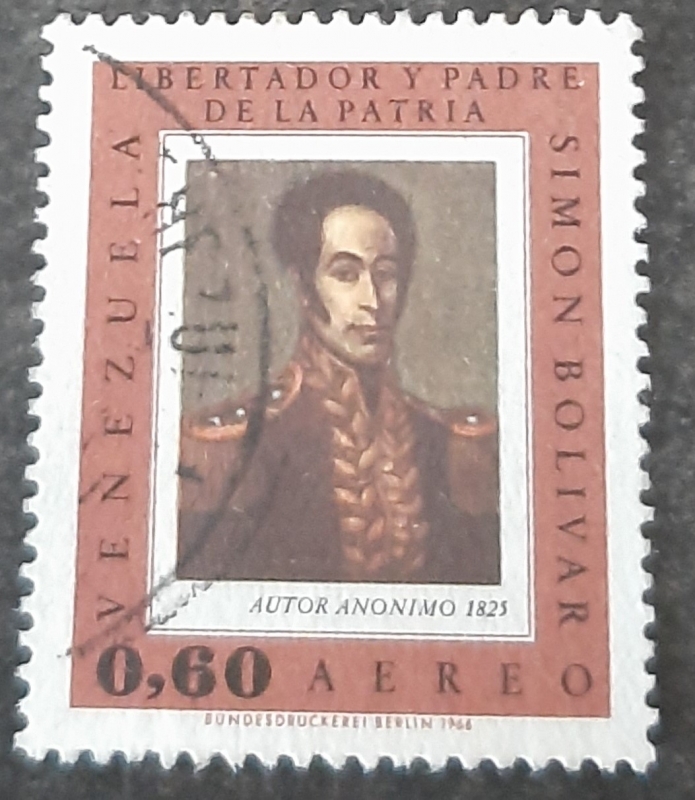 LIBERTADOR Y PADRE
DE LA PATRIA
VENEZUELA
SIMON BOLIVAR
AUTOR ANONIMO 1825
0,60 AEREO
BUNDESDRUCKEREI BERLIN 1966